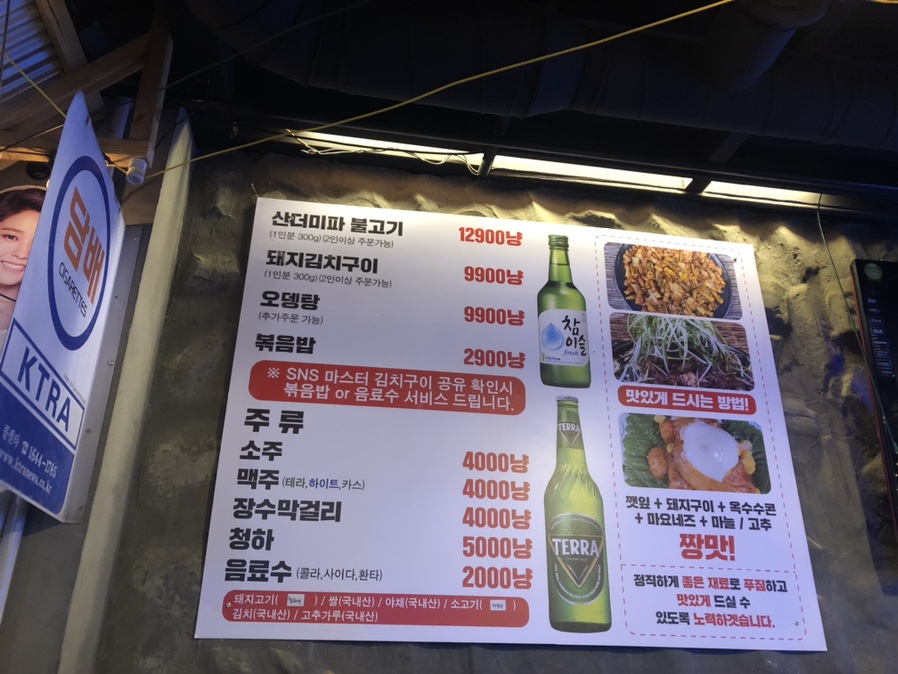 담배
CIGARETTES
KTRA
콜센타 ☎ 1644-1785
www.ktranews.co.kr
산더미파 불고기 12900냥
(1인분 300g)(2인이상 주문가능)
돼지김치구이 9900냥
(1인분 300g)(2인이상 주문가능)
오뎅탕 9900냥
(추가주문 가능)
볶음밥 2900냥
※ SNS 마스터 김치구이 공유 확인시
볶음밥 or 음료수 서비스 드립니다.
주 류
소주 4000냥
맥주 (테라,하이트,카스) 4000냥
장수막걸리 4000냥
청하 5000냥
음료수 (콜라,사이다,환타) 2000냥
돼지고기( ) / 쌀(국내산) / 야채(국내산) / 소고기( )
김치(국내산) / 고추가루(국내산)
참이슬
fresh
TERRA
TERRA
맛있게 드시는 방법!
깻잎 + 돼지구이 + 옥수수콘
+ 마요네즈 + 마늘 / 고추
짱맛!
정직하게 좋은 재료로 푸짐하고
맛있게 드실 수
있도록 노력하겟습니다.